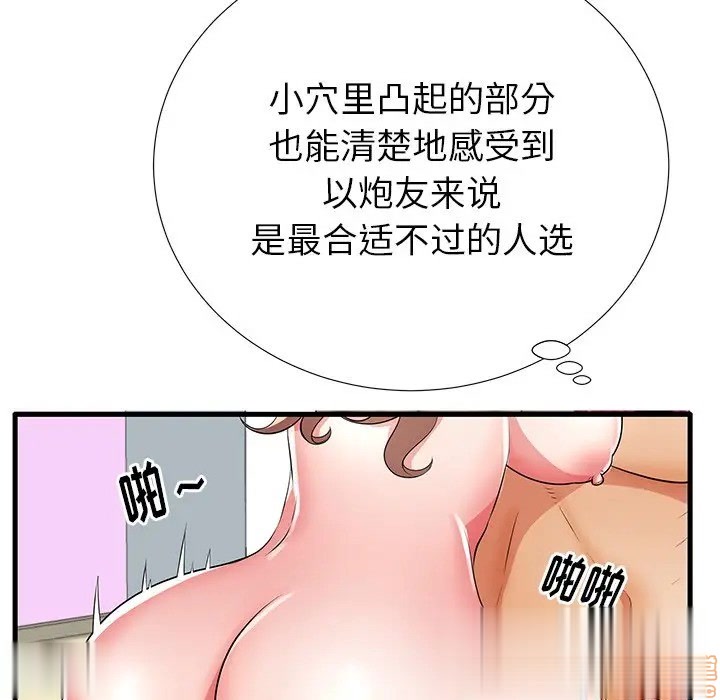 小穴里凸起的部分
也能清楚地感受到
以炮友来说
是最合适不过的人选
啪~
啪啪